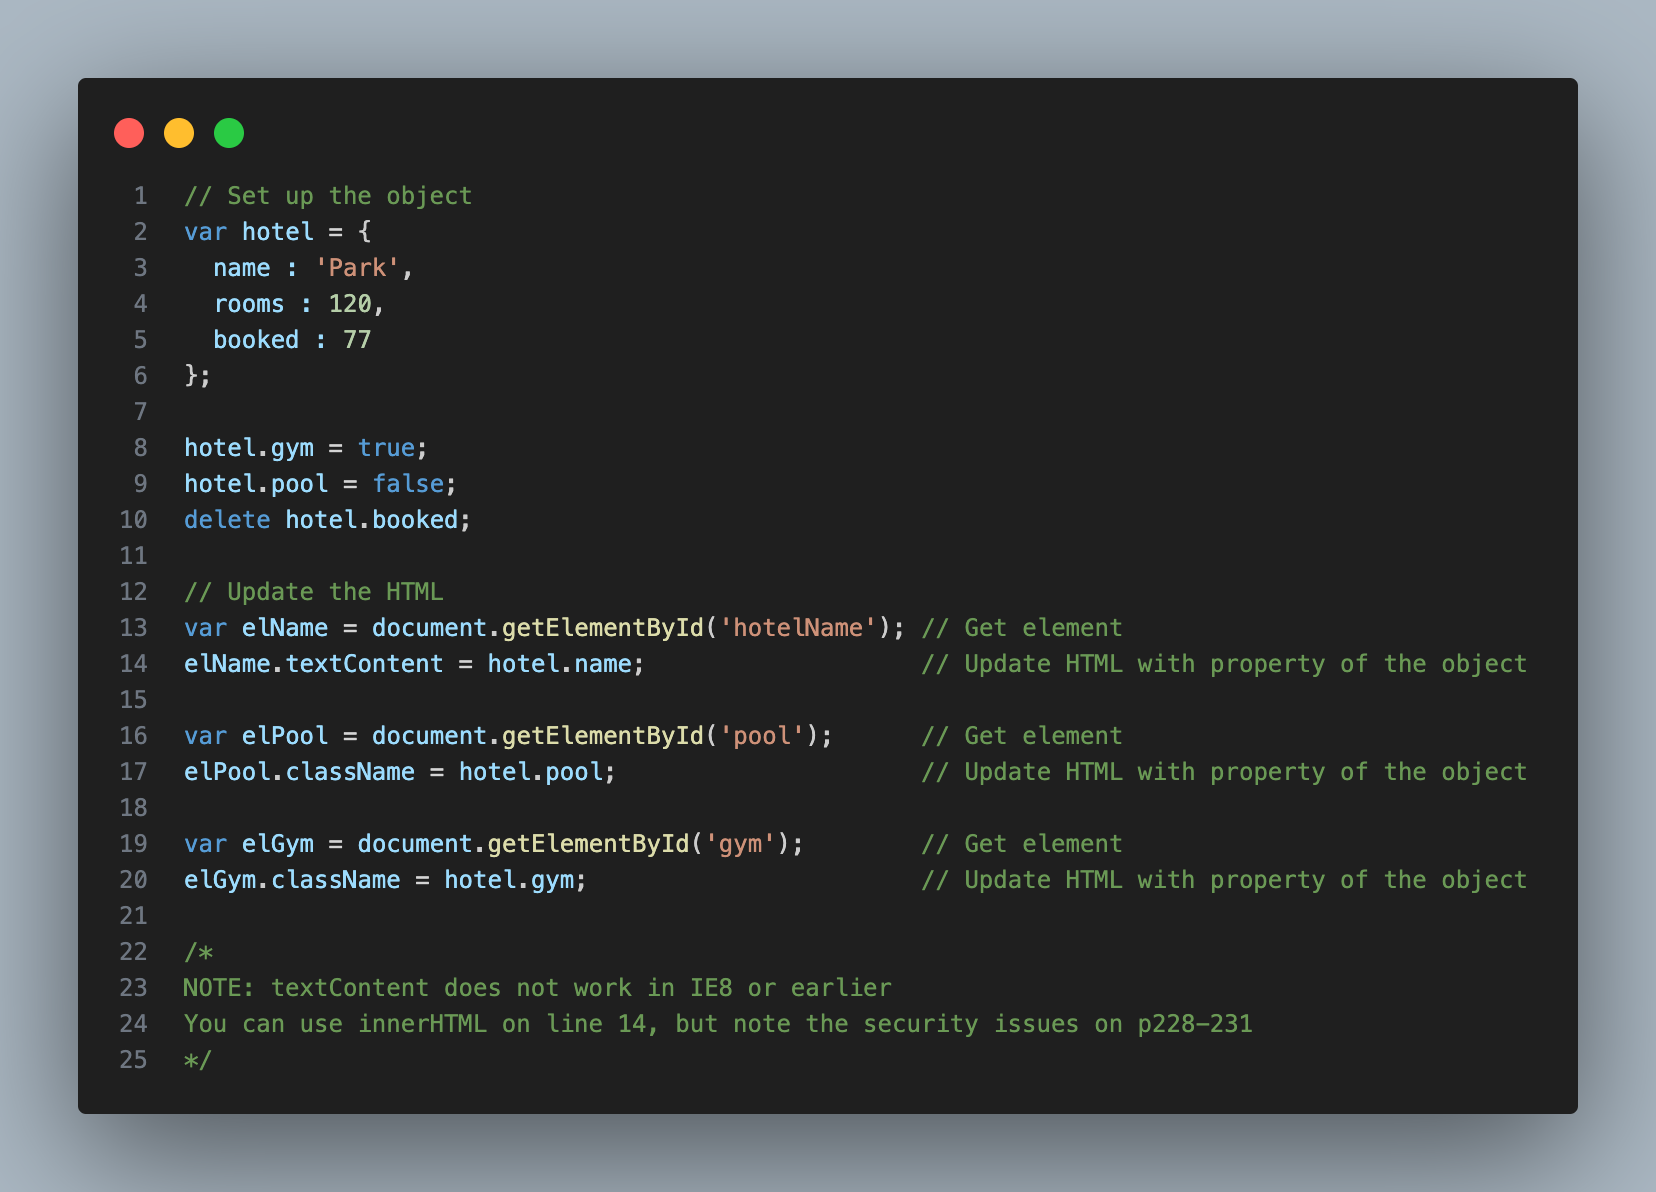 1 // Set up the object
2 var hotel = {
3   name : 'Park',
4   rooms : 120,
5   booked : 77
6 };
7
8 hotel.gym = true;
9 hotel.pool = false;
10 delete hotel.booked;
11
12 // Update the HTML
13 var elName = document.getElementById('hotelName'); // Get element
14 elName.textContent = hotel.name;                   // Update HTML with property of the object
15
16 var elPool = document.getElementById('pool');      // Get element
17 elPool.className = hotel.pool;                     // Update HTML with property of the object
18
19 var elGym = document.getElementById('gym');        // Get element
20 elGym.className = hotel.gym;                       // Update HTML with property of the object
21
22 /*
23 NOTE: textContent does not work in IE8 or earlier
24 You can use innerHTML on line 14, but note the security issues on p228-231
25 */